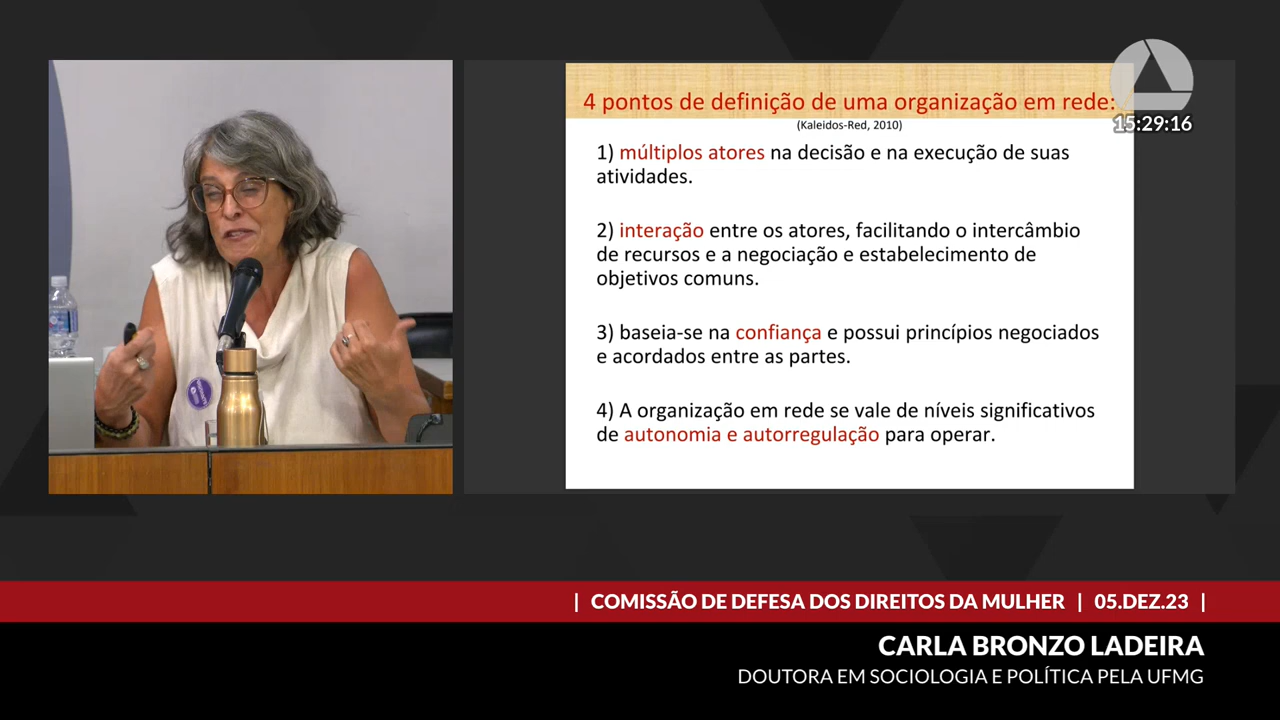 4 pontos de definição de uma organização em rede:
(Kaleidos-Red, 2010)
15:29:16
1) múltiplos atores na decisão e na execução de suas
atividades.
2) interação entre os atores, facilitando o intercâmbio
de recursos e a negociação e estabelecimento de
objetivos comuns.
3) baseia-se na confiança e possui princípios negociados
e acordados entre as partes.
4) A organização em rede se vale de níveis significativos
de autonomia e autorregulação para operar.
| COMISSÃO DE DEFESA DOS DIREITOS DA MULHER | 05.DEZ.23 |
CARLA BRONZO LADEIRA
DOUTORA EM SOCIOLOGIA E POLÍTICA PELA UFMG